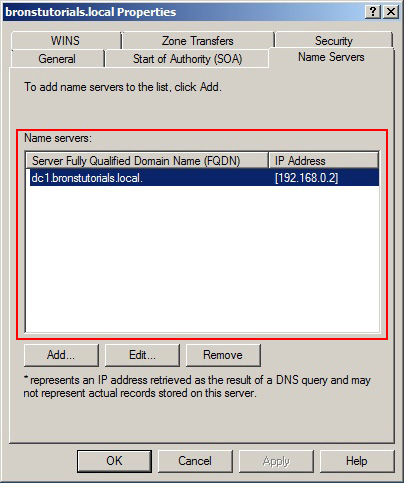 bronstutorials.local Properties
WINS Zone Transfers Security
General Start of Authority (SOA) Name Servers
To add name servers to the list, click Add.
Name servers:
Server Fully Qualified Domain Name (FQDN) IP Address
dc1.bronstutorials.local. [192.168.0.2]
Add... Edit... Remove
* represents an IP address retrieved as the result of a DNS query and may
not represent actual records stored on this server.
OK Cancel Apply Help